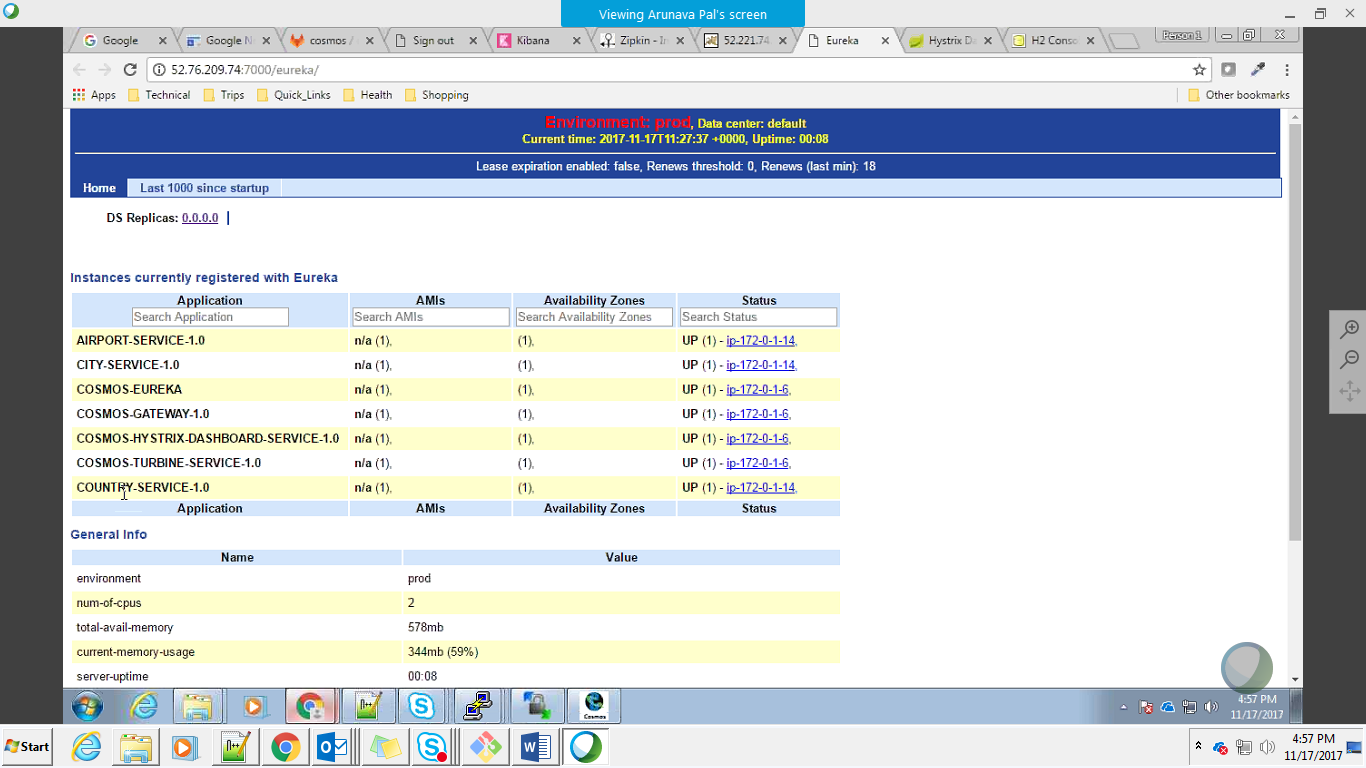 Viewing Arunava Pal's screen
Google
Google N
cosmos /
Sign out
Kibana
Zipkin - In
52.221.74
Eureka
Hystrix Da
H2 Conso
Person 1
52.76.209.74:7000/eureka/
Apps Technical Trips Quick_Links Health Shopping Other bookmarks
Environment: prod, Data center: default
Current time: 2017-11-17T11:27:37 +0000, Uptime: 00:08
Lease expiration enabled: false, Renews threshold: 0, Renews (last min): 18
Home Last 1000 since startup
DS Replicas: 0.0.0.0
Instances currently registered with Eureka
Application AMIs Availability Zones Status
Search Application Search AMIs Search Availability Zones Search Status
AIRPORT-SERVICE-1.0 n/a (1), (1), UP (1) - ip-172-0-1-14,
CITY-SERVICE-1.0 n/a (1), (1), UP (1) - ip-172-0-1-14,
COSMOS-EUREKA n/a (1), (1), UP (1) - ip-172-0-1-6,
COSMOS-GATEWAY-1.0 n/a (1), (1), UP (1) - ip-172-0-1-6,
COSMOS-HYSTRIX-DASHBOARD-SERVICE-1.0 n/a (1), (1), UP (1) - ip-172-0-1-6,
COSMOS-TURBINE-SERVICE-1.0 n/a (1), (1), UP (1) - ip-172-0-1-6,
COUNTRY-SERVICE-1.0 n/a (1), (1), UP (1) - ip-172-0-1-14,
Application AMIs Availability Zones Status
General Info
Name Value
environment prod
num-of-cpus 2
total-avail-memory 578mb
current-memory-usage 344mb (59%)
server-uptime 00:08
Cosmos
4:57 PM
11/17/2017
Start
4:57 PM
11/17/2017